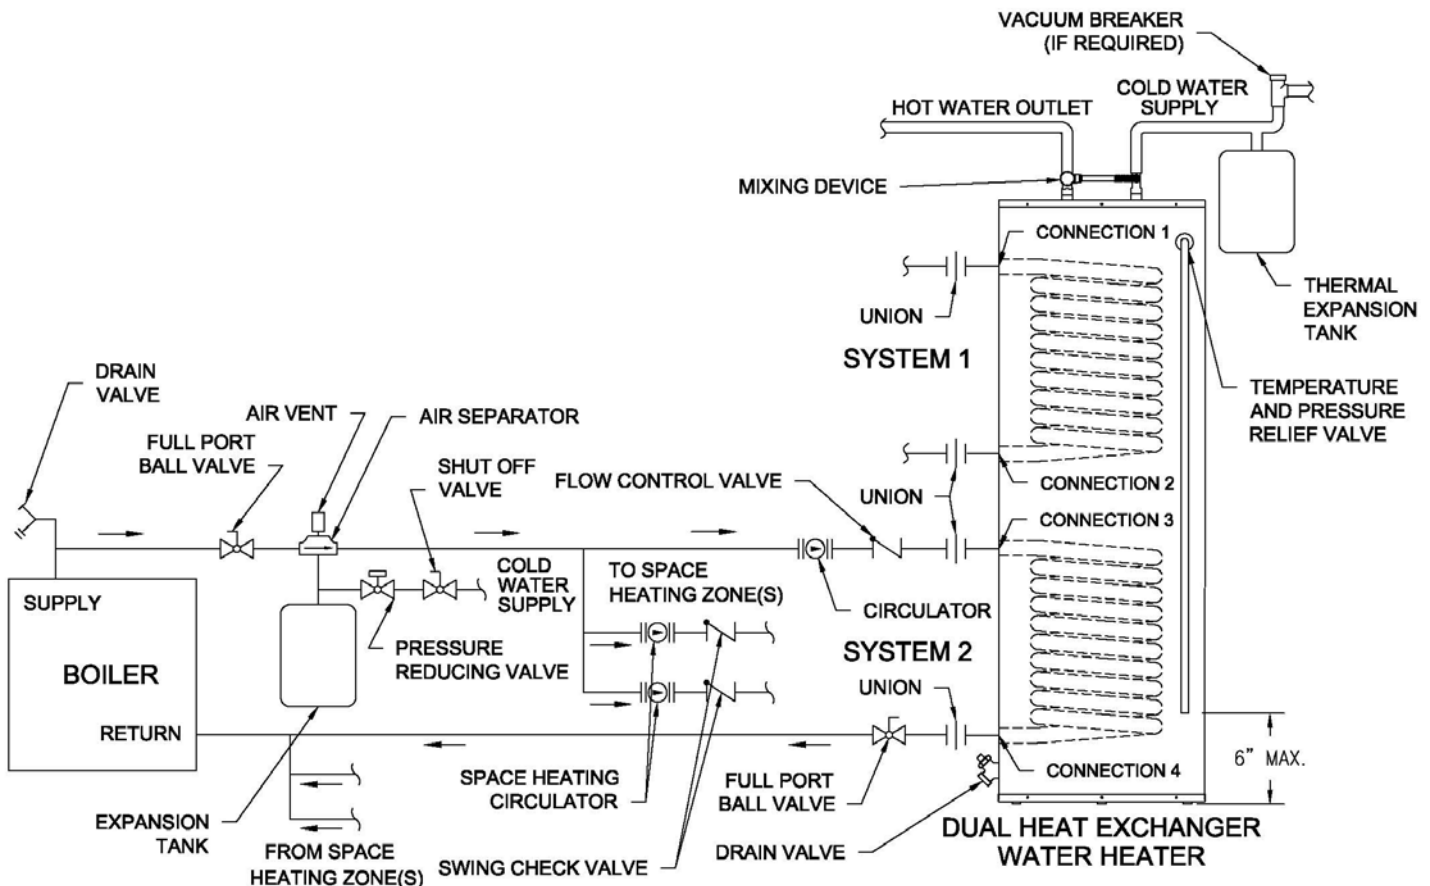 VACUUM BREAKER
(IF REQUIRED)
HOT WATER OUTLET
COLD WATER
SUPPLY
MIXING DEVICE
CONNECTION 1
UNION
THERMAL
EXPANSION
TANK
SYSTEM 1
DRAIN
VALVE
AIR VENT
AIR SEPARATOR
TEMPERATURE
AND PRESSURE
RELIEF VALVE
FULL PORT
BALL VALVE
SHUT OFF
VALVE
FLOW CONTROL VALVE
UNION
CONNECTION 2
CONNECTION 3
COLD
WATER
SUPPLY
TO SPACE
HEATING ZONE(S)
CIRCULATOR
SUPPLY
BOILER
RETURN
PRESSURE
REDUCING VALVE
SYSTEM 2
UNION
6" MAX.
CONNECTION 4
SPACE HEATING
CIRCULATOR
FULL PORT
BALL VALVE
EXPANSION
TANK
FROM SPACE
HEATING ZONE(S)
SWING CHECK VALVE
DRAIN VALVE
DUAL HEAT EXCHANGER
WATER HEATER